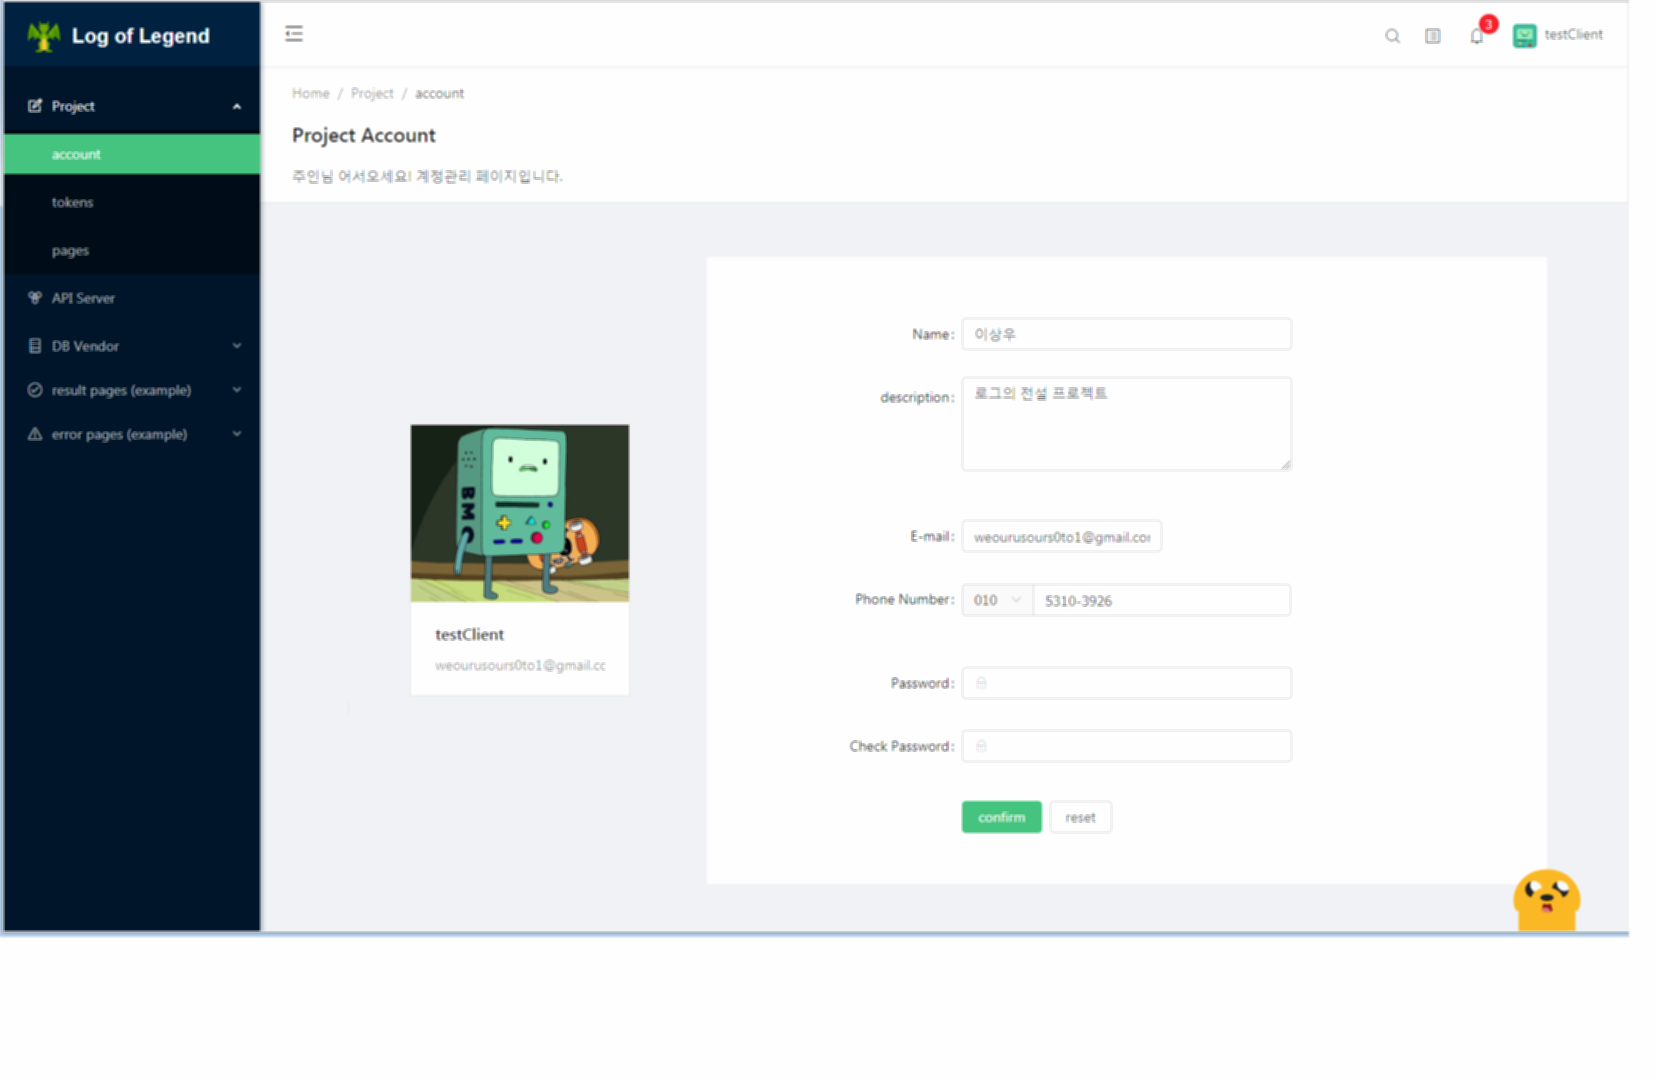 Log of Legend
3
testClient
Project
account
tokens
pages
API Server
DB Vendor
result pages (example)
error pages (example)
Home / Project / account
Project Account
주인님 어서오세요! 계정관리 페이지입니다.
BMO
testClient
weourusours0to1@gmail.cc
Name: 이상우
description: 로그의 전설 프로젝트
E-mail: weourusours0to1@gmail.con
Phone Number: 010 5310-3926
Password:
Check Password:
confirm reset